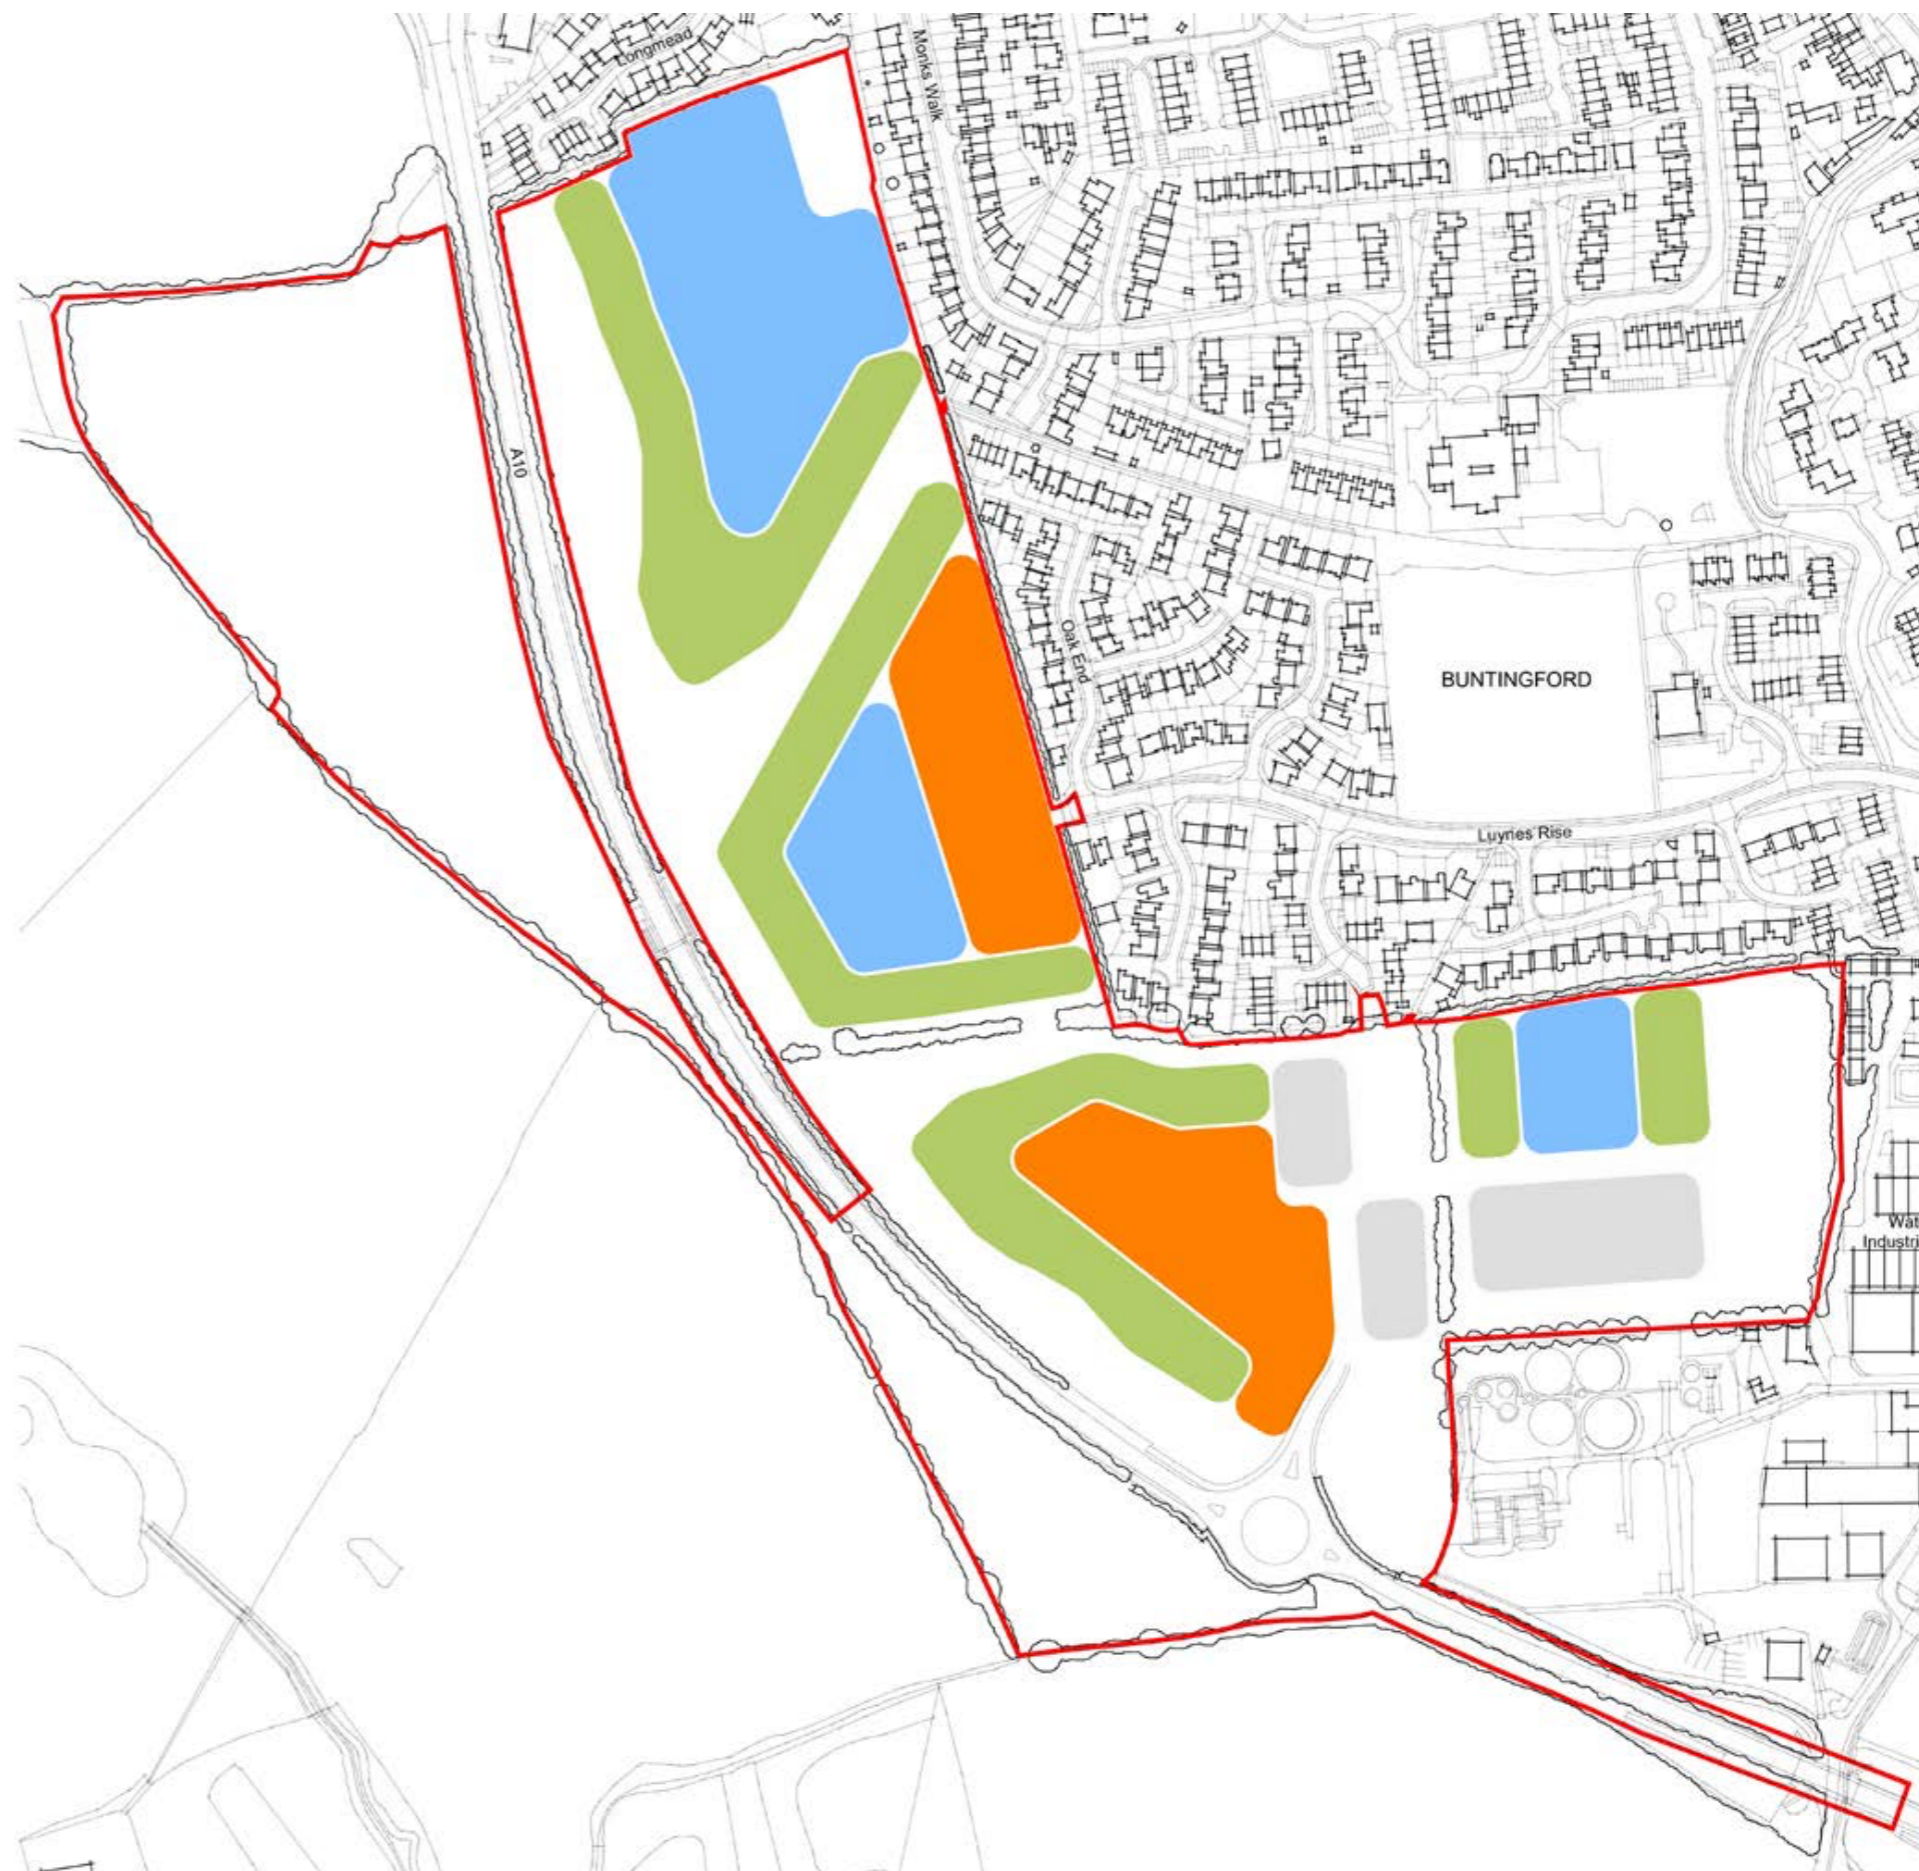 Longmead
Monks Walk
A10
Oak End
BUNTINGFORD
Luynes Rise
Wat
Industri